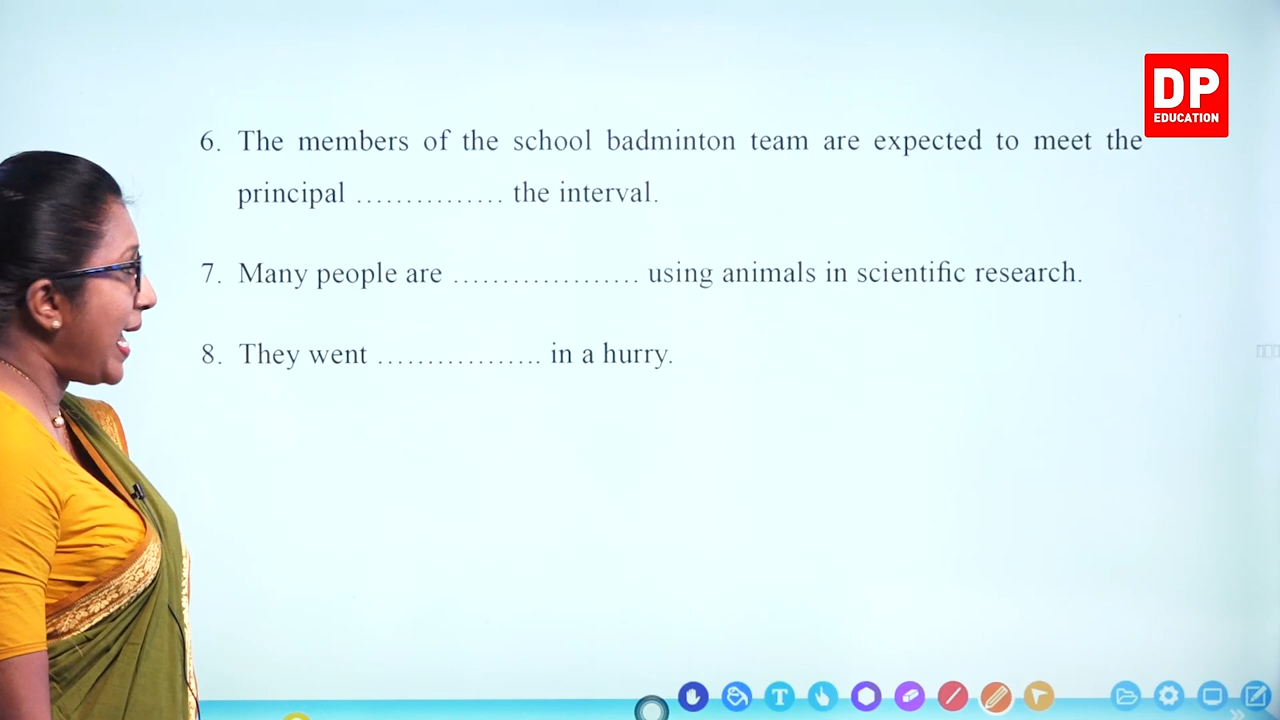 DP
EDUCATION
6. The members of the school badminton team are expected to meet the
principal ............... the interval.
7. Many people are ................... using animals in scientific research.
8. They went ................. in a hurry.
T